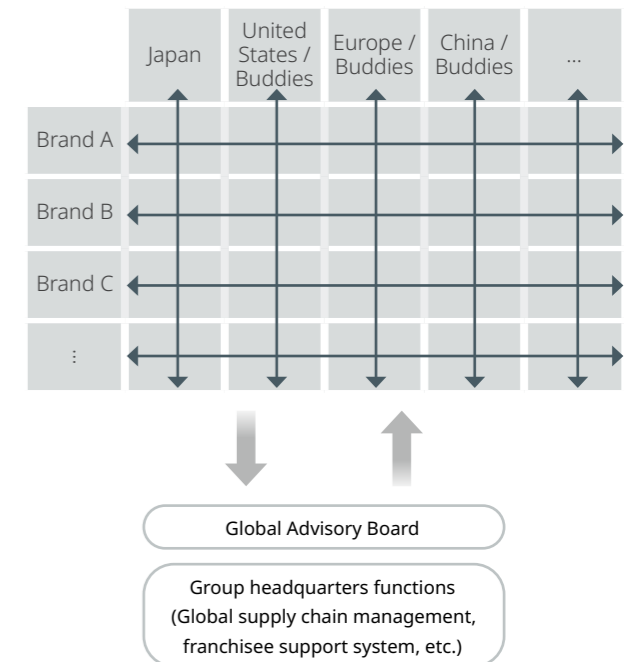 Japan
United
States /
Buddies
Europe /
Buddies
China /
Buddies
...
Brand A
Brand B
Brand C
⋮
Global Advisory Board
Group headquarters functions
(Global supply chain management,
franchisee support system, etc.)